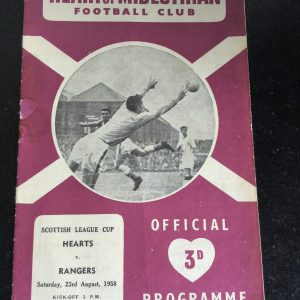 HEART OF MIDLOTHIAN
FOOTBALL CLUB
SCOTTISH LEAGUE CUP
HEARTS
v.
RANGERS
Saturday, 23rd August, 1958
KICK-OFF 3 P.M.
OFFICIAL
3D
PROGRAMME